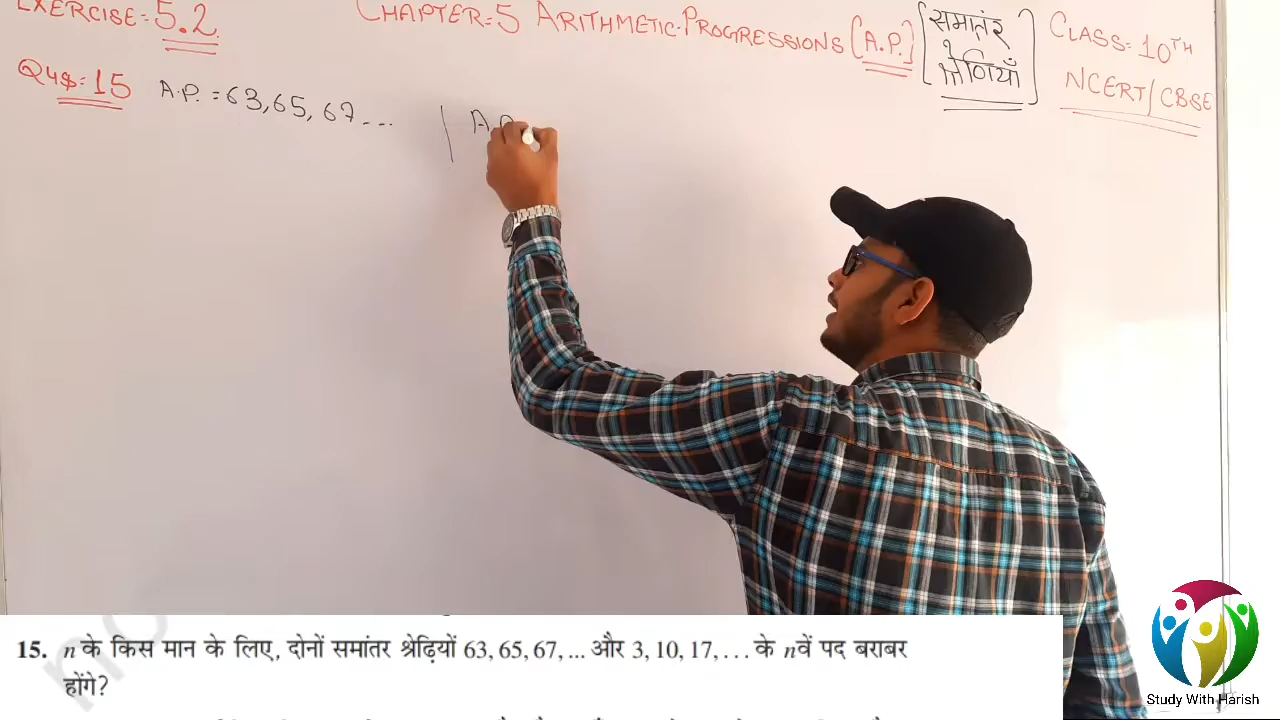 EXERCISE = 5.2
CHAPTER = 5 ARITHMETIC PROGRESSIONS (A.P.) [समांतर श्रेणियाँ]
CLASS = 10TH
NCERT / CBSE
QUS = 15 A.P. = 63, 65, 67 ... | A.P.
15. n के किस मान के लिए, दोनों समांतर श्रेढ़ियों 63, 65, 67, ... और 3, 10, 17, . . . के nवें पद बराबर
होंगे?
Study With Harish